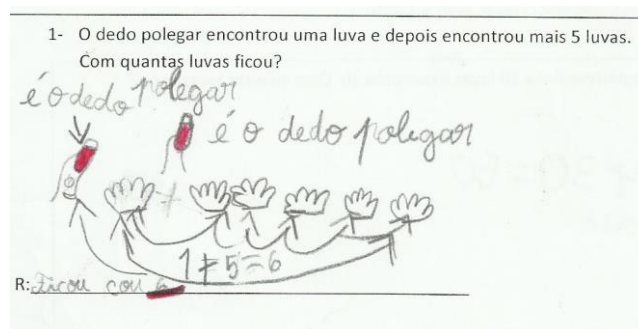 1- O dedo polegar encontrou uma luva e depois encontrou mais 5 luvas.
Com quantas luvas ficou?
é o dedo polegar
é o dedo polegar
+
1+5=6
R: Ficou com 6